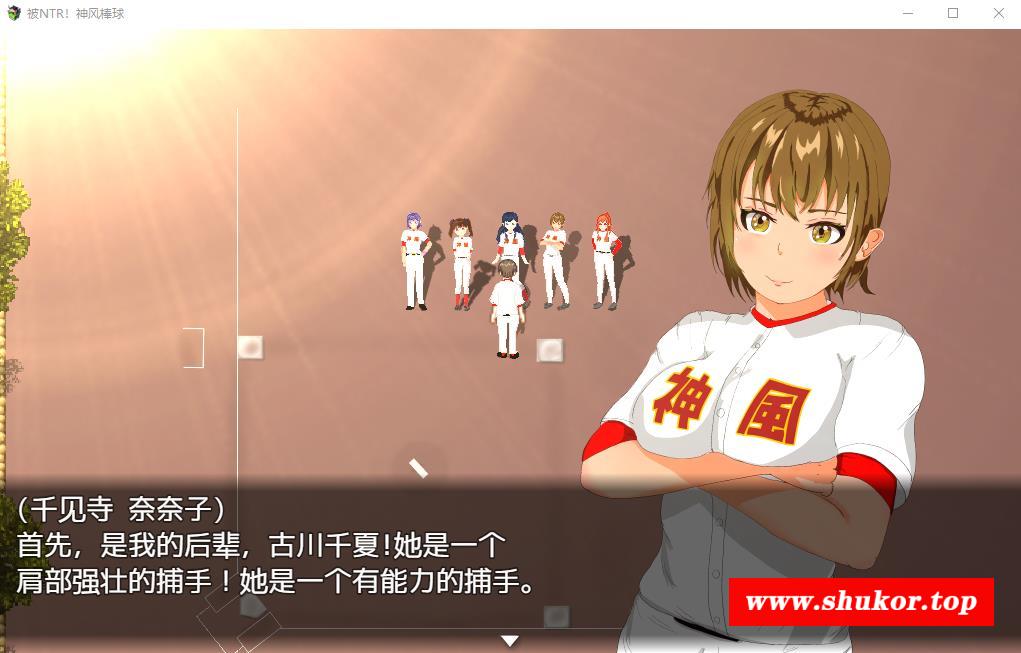 被NTR！神风棒球
神風
(千见寺 奈奈子)
首先，是我的后辈，古川千夏!她是一个
肩部强壮的捕手！她是一个有能力的捕手。
www.shukor.top